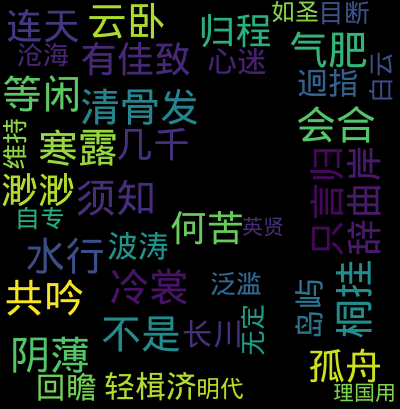 连天
云卧
归程
如圣
目断
沧海
有佳致
心迷
气肥
迥指
白云
等闲
清骨发
会合
维持
寒露
几千
只言归
辞曲岸
渺渺
须知
自专
何苦
英贤
水行
波涛
冷裳
泛滥
岛屿
桐挂
共吟
不是
长川
无定
阴薄
孤舟
回瞻
轻楫济
明代
理国用